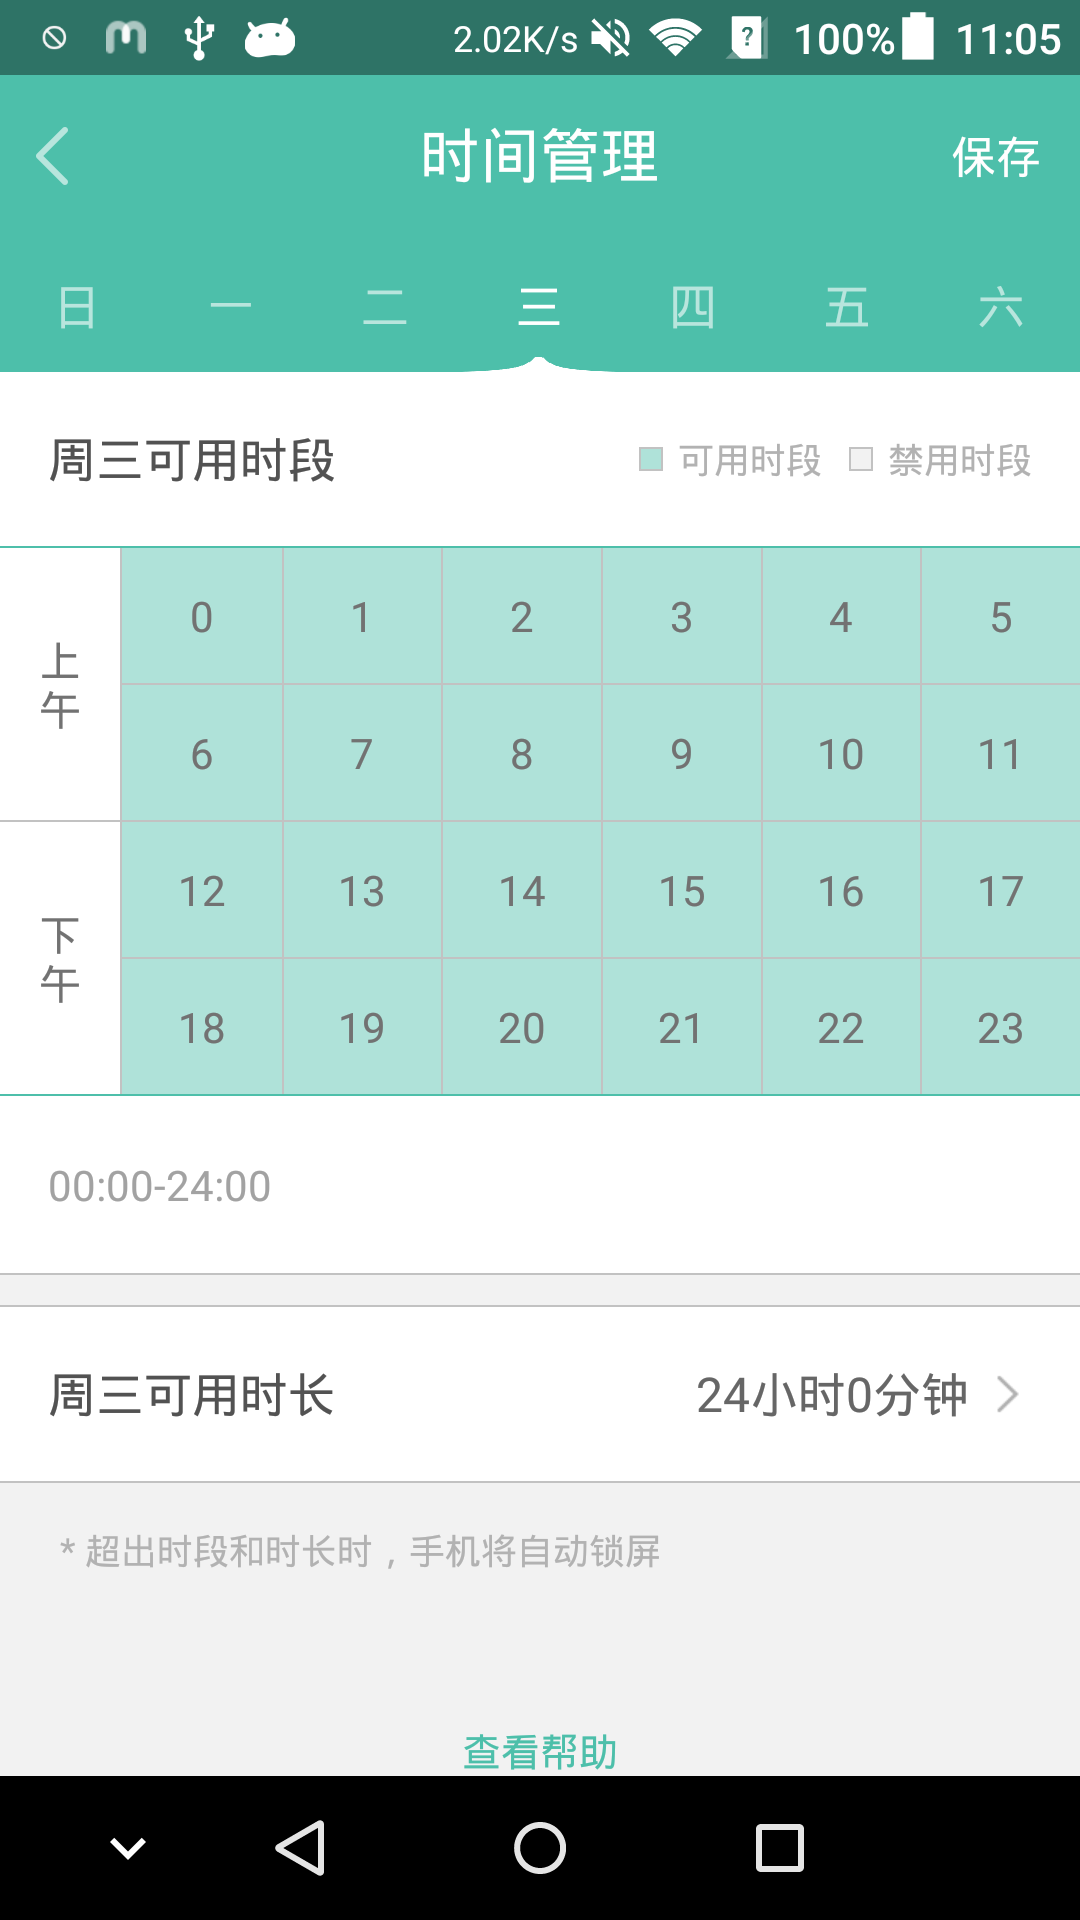 2.02K/s 100% 11:05
时间管理 保存
日 一 二 三 四 五 六
周三可用时段 可用时段 禁用时段
上午 0 1 2 3 4 5
6 7 8 9 10 11
下午 12 13 14 15 16 17
18 19 20 21 22 23
00:00-24:00
周三可用时长 24小时0分钟
* 超出时段和时长时，手机将自动锁屏
查看帮助